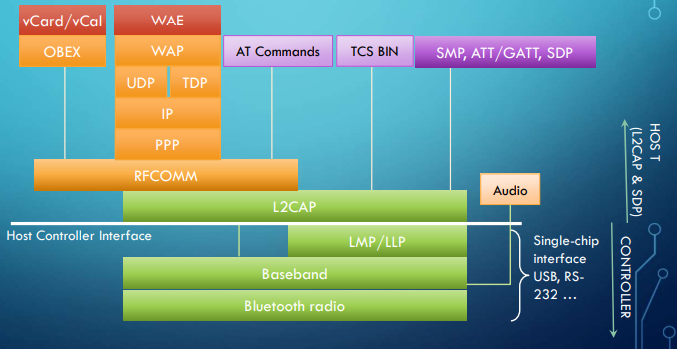 vCard/vCal
WAE
OBEX
WAP
AT Commands
TCS BIN
SMP, ATT/GATT, SDP
UDP
TDP
IP
PPP
RFCOMM
Audio
L2CAP
HOS T
(L2CAP & SDP)
Host Controller Interface
LMP/LLP
Single-chip
interface
USB, RS-
232 ...
CONTROLLER
Baseband
Bluetooth radio